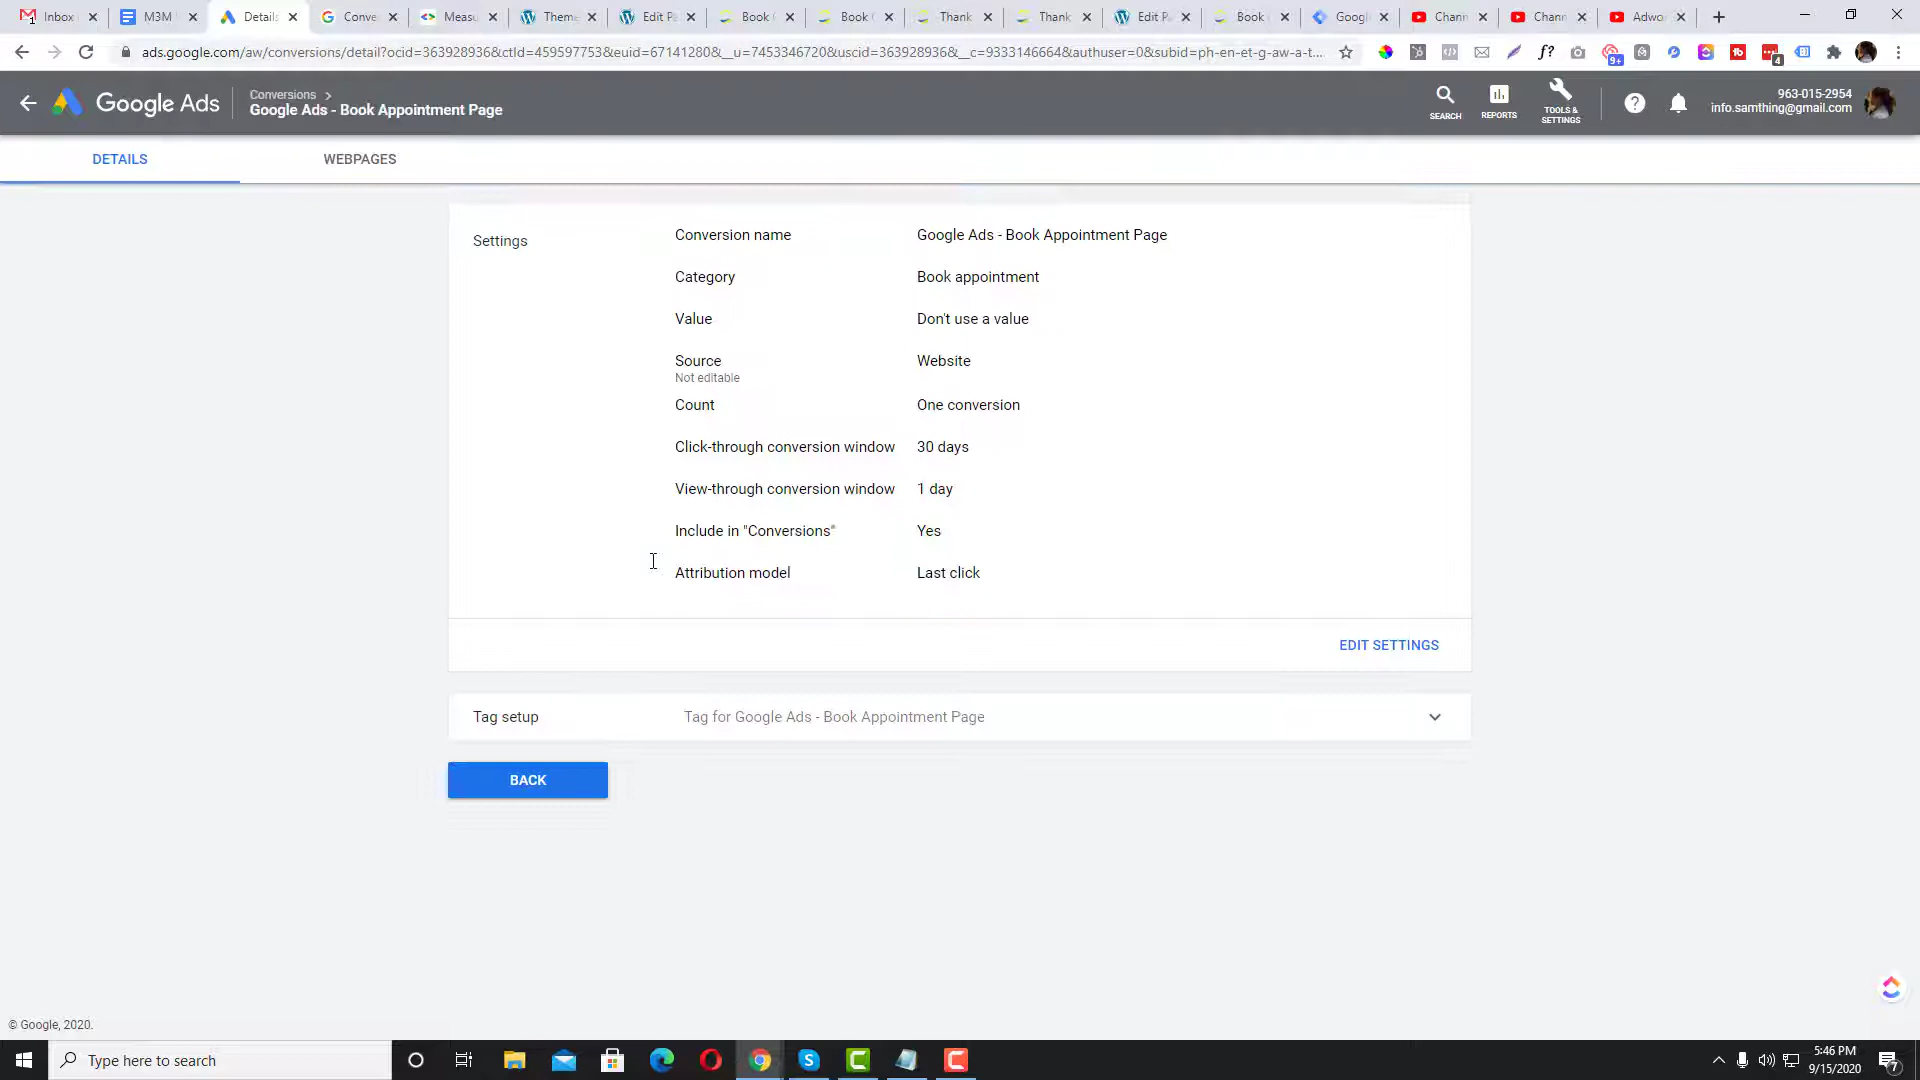 Inbox
M3M
Details
Conve
Measu
Theme
Edit Pa
Book
Book
Thank
Thank
Edit P
Book
Googl
Chann
Chann
Adwo
ads.google.com/aw/conversions/detail?ocid=363928936&ctId=459597753&euid=67141280&__u=7453346720&uscid=363928936&__c=9333146664&authuser=0&subid=ph-en-et-g-aw-a-t...
f?
9+
4
Google Ads
Conversions >
Google Ads - Book Appointment Page
SEARCH
REPORTS
TOOLS &
SETTINGS
963-015-2954
info.samthing@gmail.com
DETAILS
WEBPAGES
Settings
Conversion name
Google Ads - Book Appointment Page
Category
Book appointment
Value
Don't use a value
Source
Website
Not editable
Count
One conversion
Click-through conversion window
30 days
View-through conversion window
1 day
Include in "Conversions"
Yes
Attribution model
Last click
EDIT SETTINGS
Tag setup
Tag for Google Ads - Book Appointment Page
BACK
© Google, 2020.
Type here to search
5:46 PM
9/15/2020
7